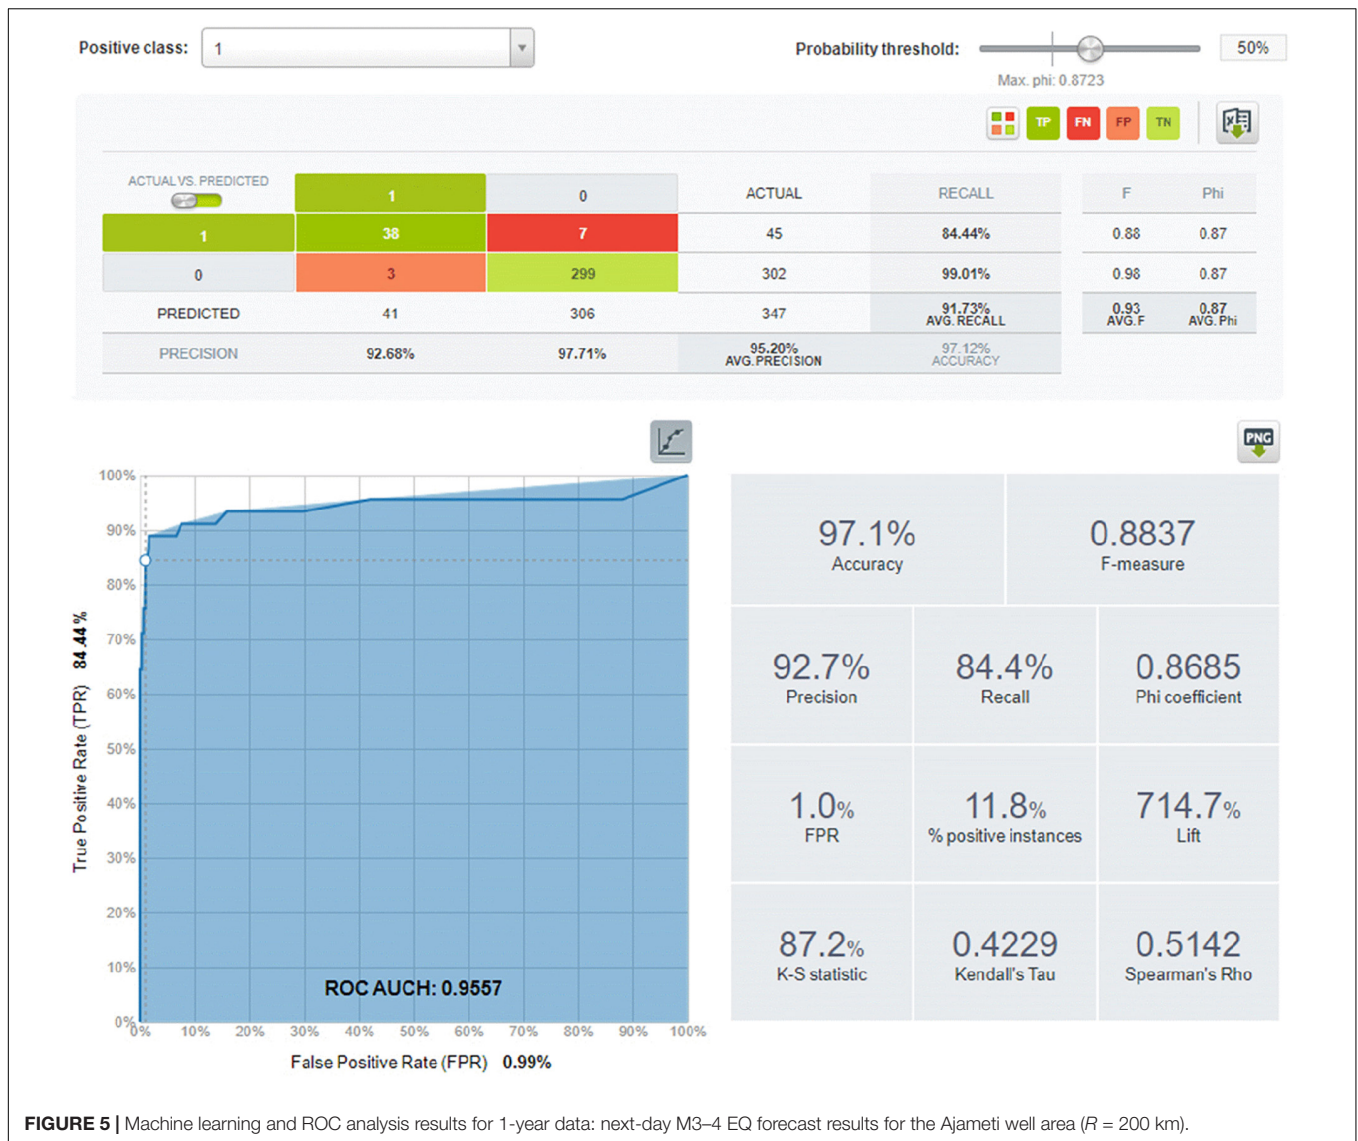 Positive class: 1
Probability threshold: 50%
Max. phi: 0.8723
TP FN FP TN
ACTUAL VS. PREDICTED 1 0 ACTUAL RECALL F Phi
1 38 7 45 84.44% 0.88 0.87
0 3 299 302 99.01% 0.98 0.87
PREDICTED 41 306 347 91.73% AVG. RECALL 0.93 AVG. F 0.87 AVG. Phi
PRECISION 92.68% 97.71% 95.20% AVG. PRECISION 97.12% ACCURACY
PNG
True Positive Rate (TPR) 84.44 %
100%
90%
80%
70%
60%
50%
40%
30%
20%
10%
0%
ROC AUCH: 0.9557
0% 10% 20% 30% 40% 50% 60% 70% 80% 90% 100%
False Positive Rate (FPR) 0.99%
97.1% 0.8837
Accuracy F-measure
92.7% 84.4% 0.8685
Precision Recall Phi coefficient
1.0% 11.8% 714.7%
FPR % positive instances Lift
87.2% 0.4229 0.5142
K-S statistic Kendall's Tau Spearman's Rho
FIGURE 5 | Machine learning and ROC analysis results for 1-year data: next-day M3–4 EQ forecast results for the Ajameti well area (R = 200 km).